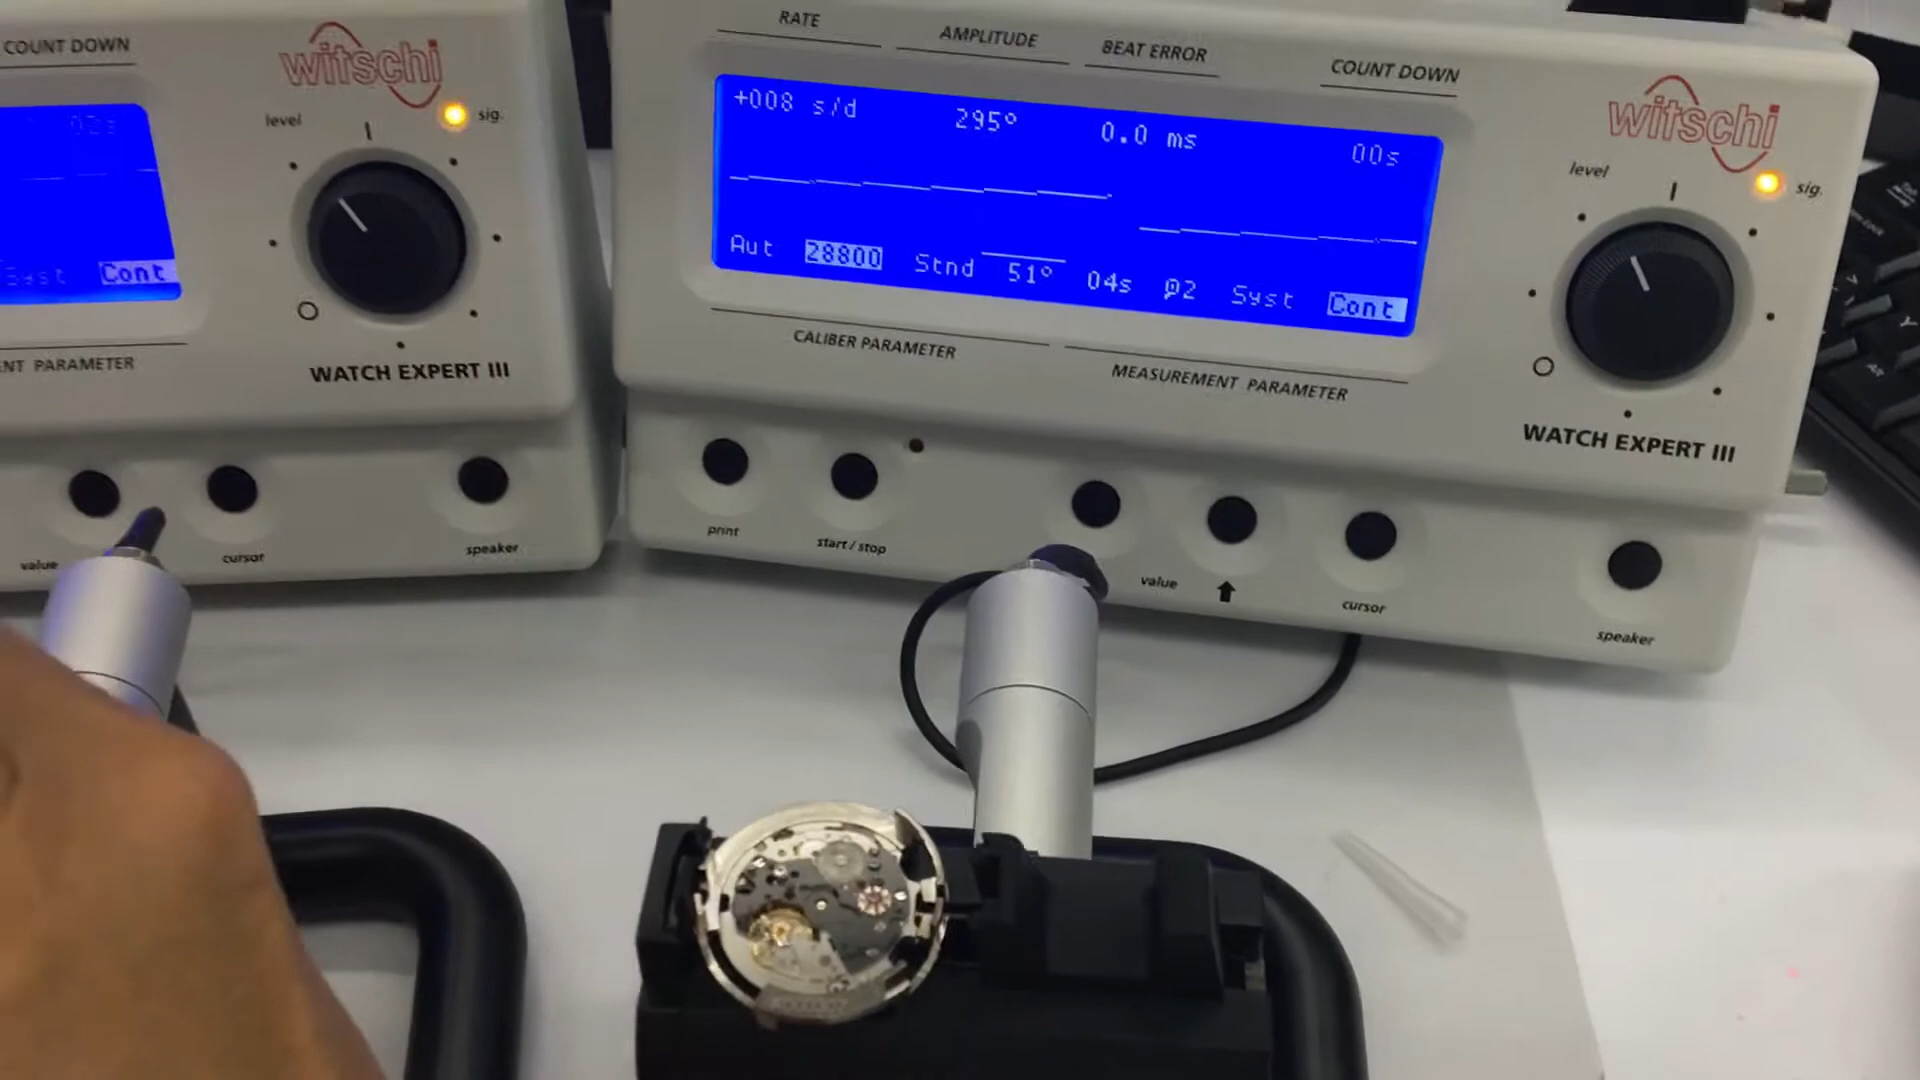 COUNT DOWN
witschi
level
sig.
Cont
PARAMETER
WATCH EXPERT III
value
cursor
speaker
RATE
AMPLITUDE
BEAT ERROR
COUNT DOWN
+008 s/d
295°
0.0 ms
00s
Aut
28800
Stnd
51°
04s
p2
Syst
Cont
CALIBER PARAMETER
MEASUREMENT PARAMETER
witschi
level
sig.
WATCH EXPERT III
print
start / stop
value
cursor
speaker